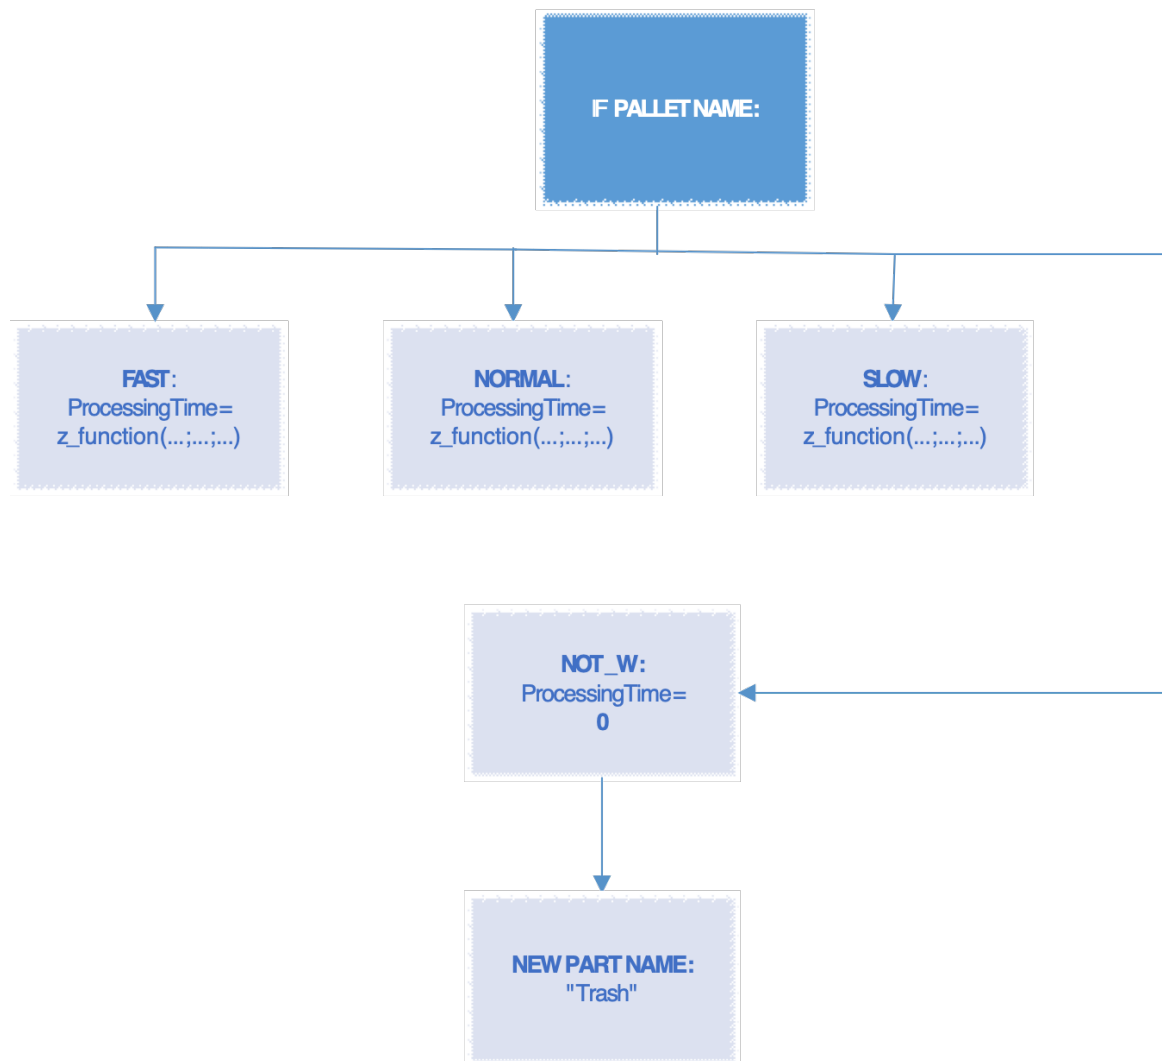 IF PALLET NAME:
FAST:
ProcessingTime=
z_function(...;...;...)
NORMAL:
ProcessingTime=
z_function(...;...;...)
SLOW:
ProcessingTime=
z_function(...;...;...)
NOT_W:
ProcessingTime=
0
NEW PART NAME:
"Trash"